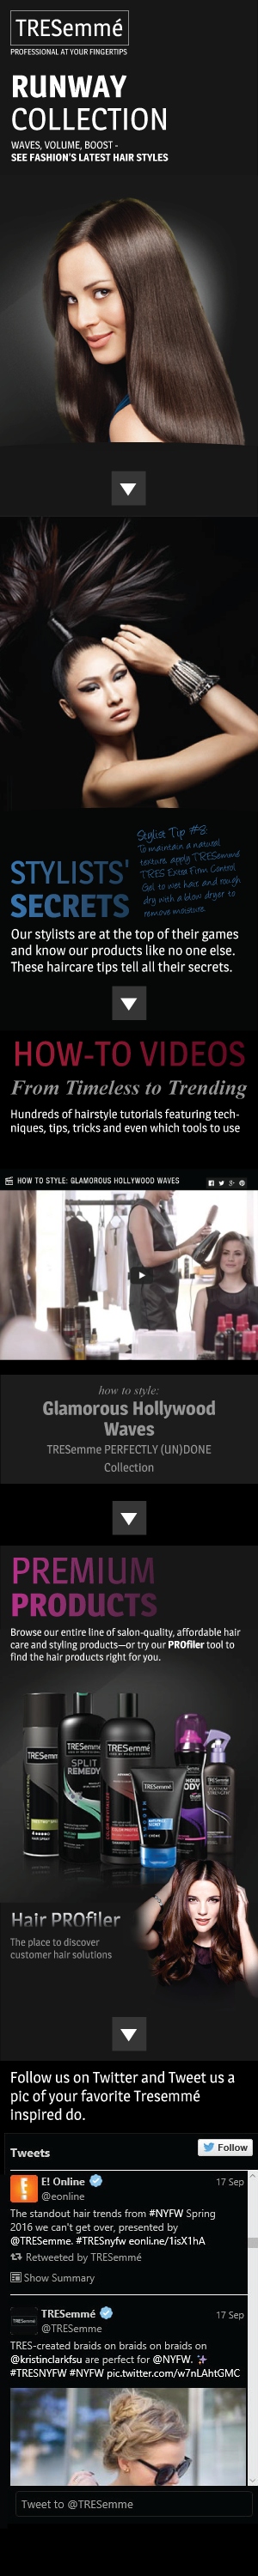 TRESemmé
PROFESSIONAL AT YOUR FINGERTIPS
RUNWAY
COLLECTION
WAVES, VOLUME, BOOST -
SEE FASHION'S LATEST HAIR STYLES
Stylist Tip #8:
To maintain a natural
texture, apply TRESemmé
TRES Extra Firm Control
Gel to wet hair and rough
dry with a blow dryer to
remove moisture.
STYLISTS'
SECRETS
Our stylists are at the top of their games
and know our products like no one else.
These haircare tips tell all their secrets.
HOW-TO VIDEOS
From Timeless to Trending
Hundreds of hairstyle tutorials featuring tech-
niques, tips, tricks and even which tools to use
HOW TO STYLE: GLAMOROUS HOLLYWOOD WAVES
how to style:
Glamorous Hollywood
Waves
TRESemme PERFECTLY (UN)DONE
Collection
PREMIUM
PRODUCTS
Browse our entire line of salon-quality, affordable hair
care and styling products—or try our PROfiler tool to
find the hair products right for you.
TRESemmé
TRESemmé
TRESemmé
TRESemmé
SPLIT
REMEDY
Hair PROfiler
The place to discover
customer hair solutions
Follow us on Twitter and Tweet us a
pic of your favorite Tresemmé
inspired do.
Tweets
Follow
E! Online
17 Sep
@eonline
The standout hair trends from #NYFW Spring
2016 we can't get over, presented by
@TRESemme. #TRESnyfw eonli.ne/1isX1hA
Retweeted by TRESemmé
Show Summary
TRESemmé
17 Sep
@TRESemme
TRES-created braids on braids on braids on
@kristinclarkfsu are perfect for @NYFW.
#TRESNYFW #NYFW pic.twitter.com/w7nLAhtGMC
Tweet to @TRESemme